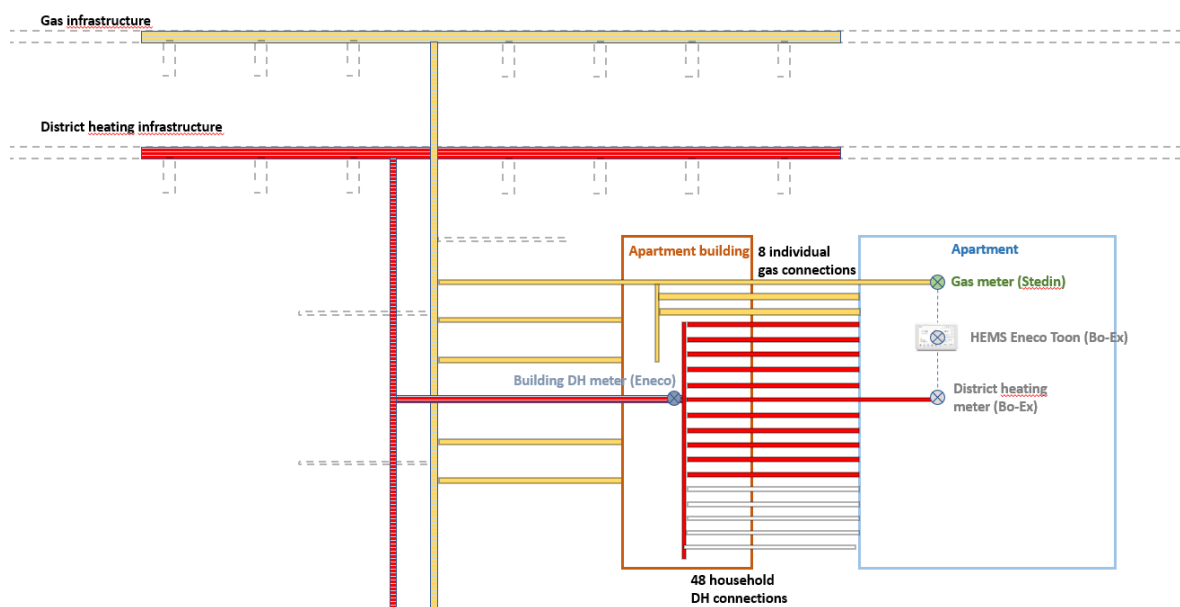 Gas infrastructure
District heating infrastructure
Apartment building
8 individual
gas connections
Apartment
Gas meter (Stedin)
HEMS Eneco Toon (Bo-Ex)
Building DH meter (Eneco)
District heating
meter (Bo-Ex)
48 household
DH connections